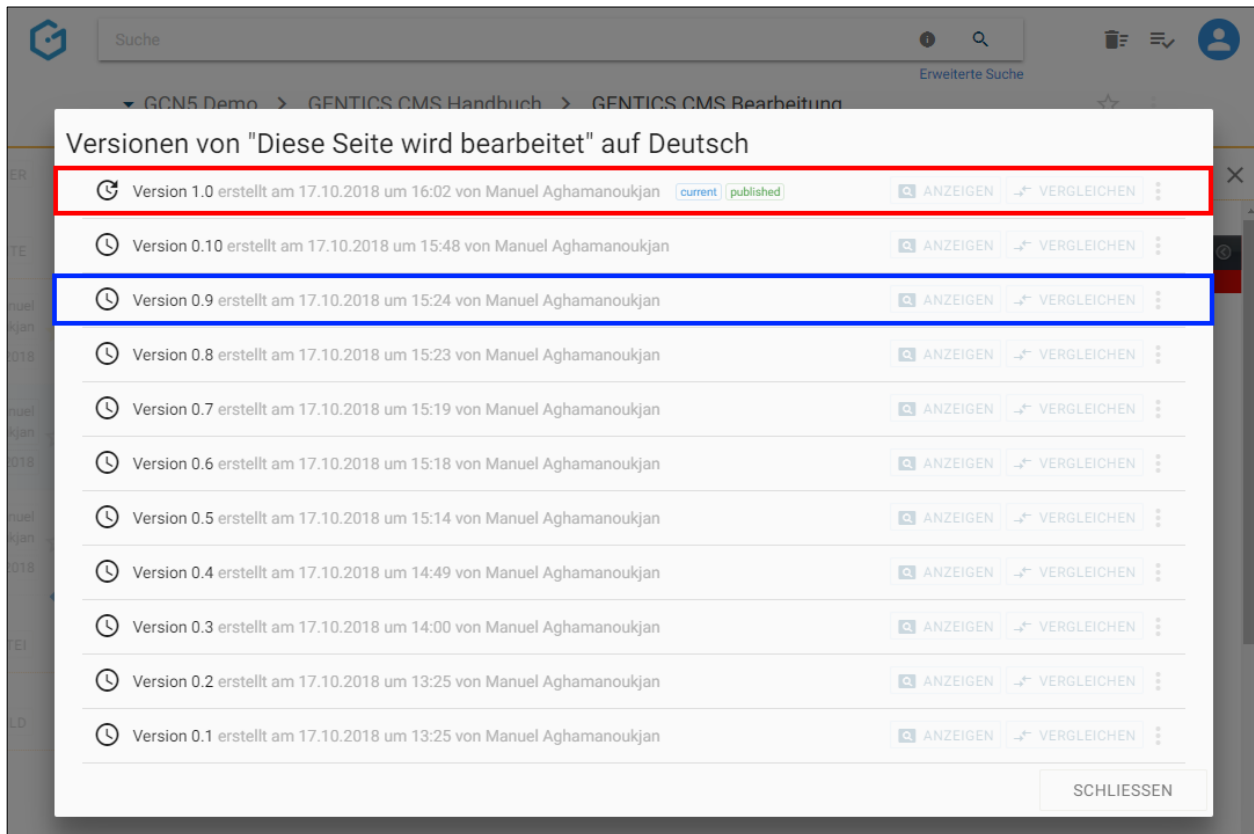 Suche
Erweiterte Suche
GCN5 Demo > GENTICS CMS Handbuch > GENTICS CMS Bearbeitung
Versionen von "Diese Seite wird bearbeitet" auf Deutsch
Version 1.0 erstellt am 17.10.2018 um 16:02 von Manuel Aghamanoukjan current published ANZEIGEN VERGLEICHEN
Version 0.10 erstellt am 17.10.2018 um 15:48 von Manuel Aghamanoukjan ANZEIGEN VERGLEICHEN
Version 0.9 erstellt am 17.10.2018 um 15:24 von Manuel Aghamanoukjan ANZEIGEN VERGLEICHEN
Version 0.8 erstellt am 17.10.2018 um 15:23 von Manuel Aghamanoukjan ANZEIGEN VERGLEICHEN
Version 0.7 erstellt am 17.10.2018 um 15:19 von Manuel Aghamanoukjan ANZEIGEN VERGLEICHEN
Version 0.6 erstellt am 17.10.2018 um 15:18 von Manuel Aghamanoukjan ANZEIGEN VERGLEICHEN
Version 0.5 erstellt am 17.10.2018 um 15:14 von Manuel Aghamanoukjan ANZEIGEN VERGLEICHEN
Version 0.4 erstellt am 17.10.2018 um 14:49 von Manuel Aghamanoukjan ANZEIGEN VERGLEICHEN
Version 0.3 erstellt am 17.10.2018 um 14:00 von Manuel Aghamanoukjan ANZEIGEN VERGLEICHEN
Version 0.2 erstellt am 17.10.2018 um 13:25 von Manuel Aghamanoukjan ANZEIGEN VERGLEICHEN
Version 0.1 erstellt am 17.10.2018 um 13:25 von Manuel Aghamanoukjan ANZEIGEN VERGLEICHEN
SCHLIESSEN